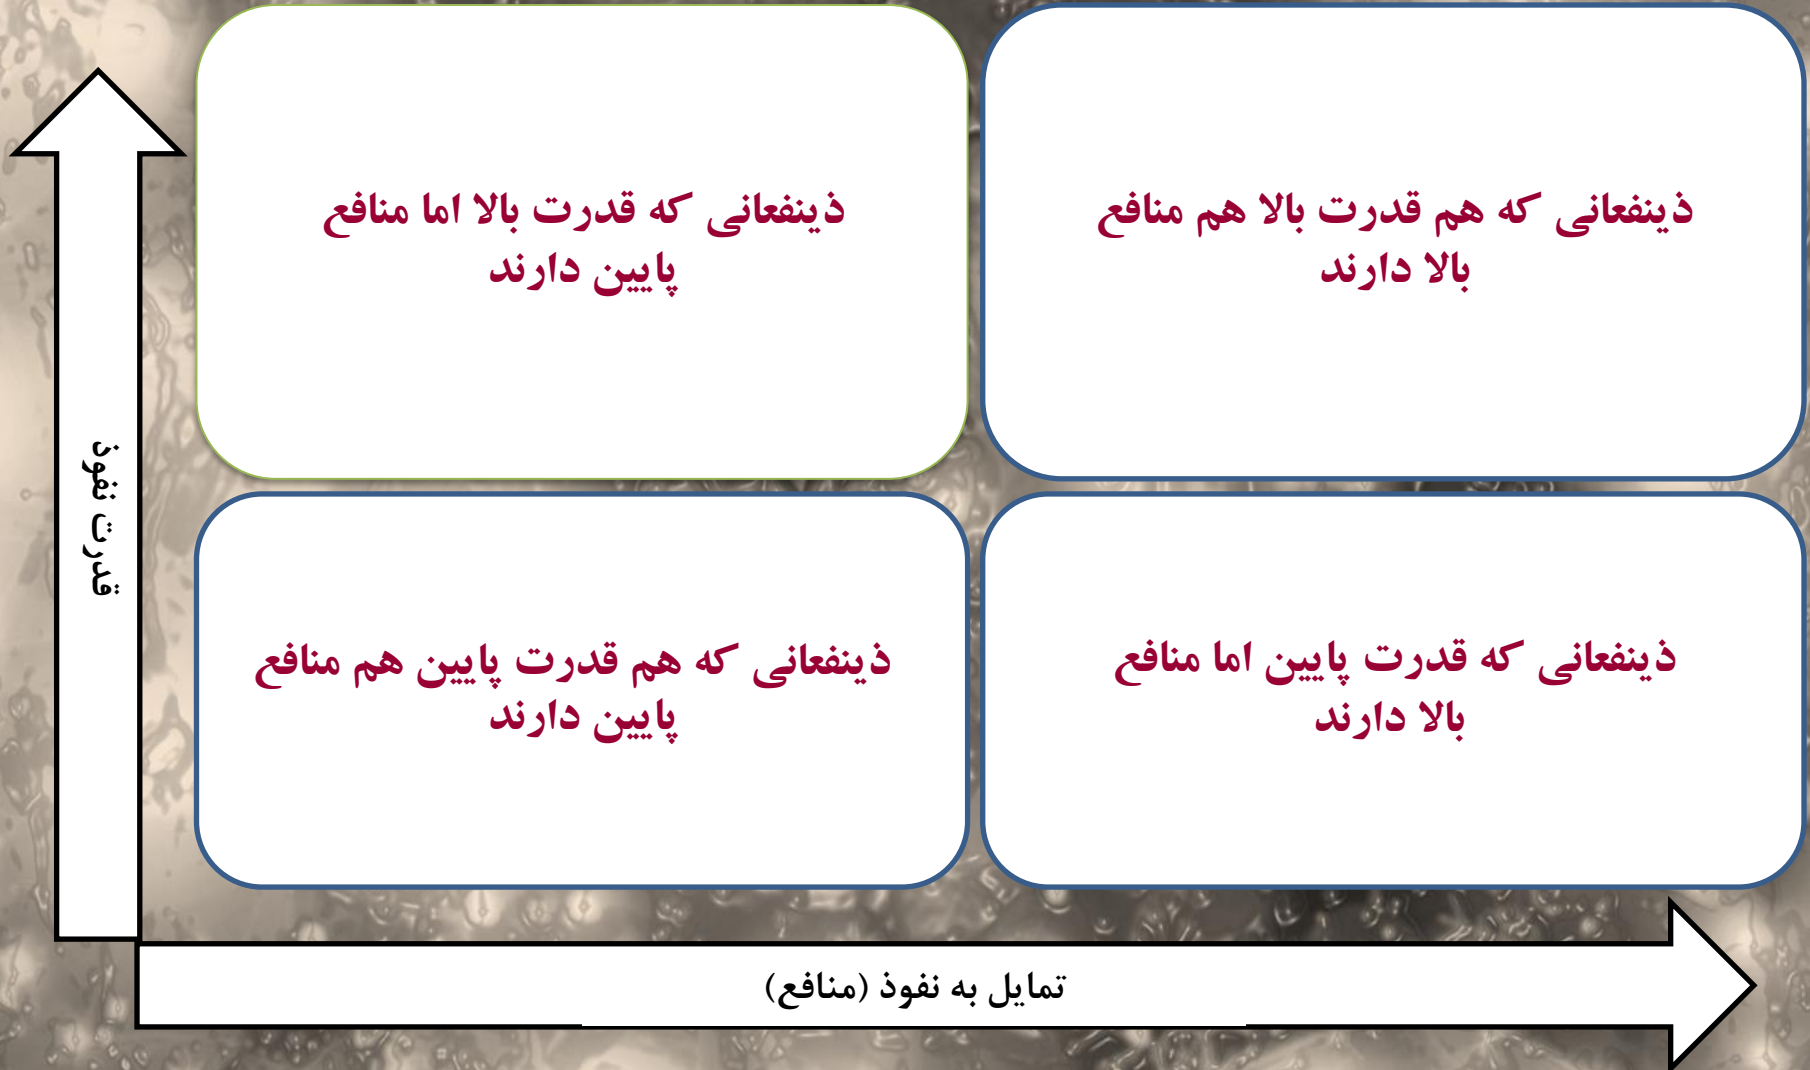 ذینفعانی که هم قدرت بالا هم منافع
بالا دارند
ذینفعانی که قدرت بالا اما منافع
پایین دارند
ذینفعانی که قدرت پایین اما منافع
بالا دارند
ذینفعانی که هم قدرت پایین هم منافع
پایین دارند
قدرت نفوذ
تمایل به نفوذ (منافع)